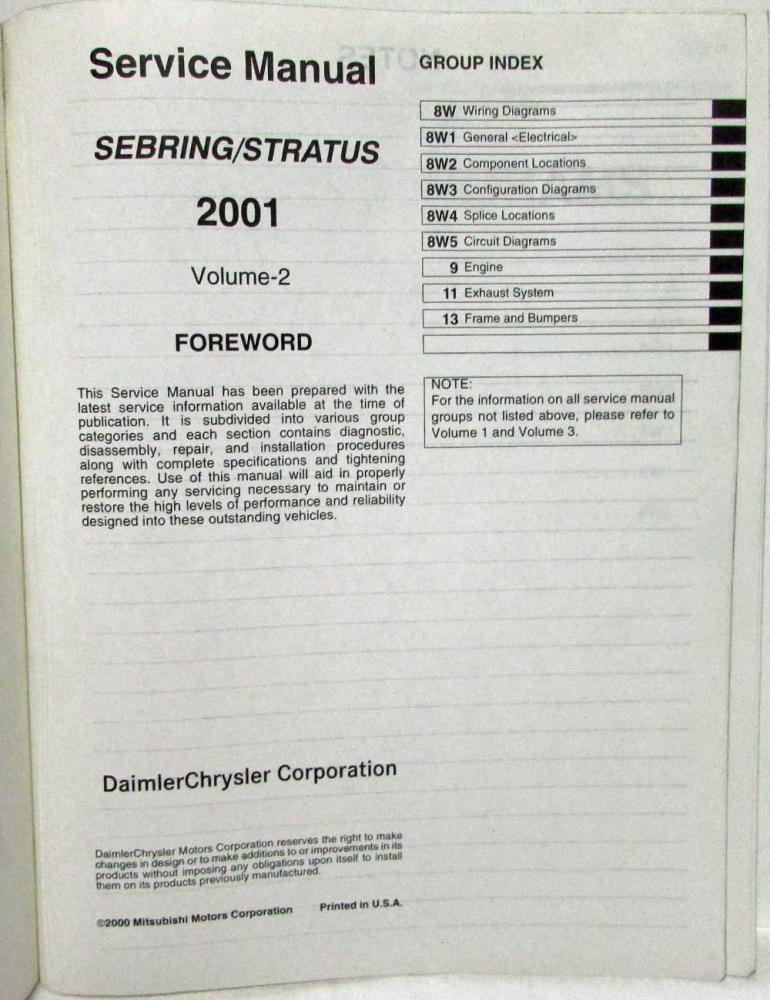 Service Manual
SEBRING/STRATUS
2001
Volume-2
FOREWORD
This Service Manual has been prepared with the
latest service information available at the time of
publication. It is subdivided into various group
categories and each section contains diagnostic,
disassembly, repair, and installation procedures
along with complete specifications and tightening
references. Use of this manual will aid in properly
performing any servicing necessary to maintain or
restore the high levels of performance and reliability
designed into these outstanding vehicles.
DaimlerChrysler Corporation
DaimlerChrysler Motors Corporation reserves the right to make
changes in design or to make additions to or improvements in its
products without imposing any obligations upon itself to install
them on its products previously manufactured.
©2000 Mitsubishi Motors Corporation Printed in U.S.A.
GROUP INDEX
8W Wiring Diagrams
8W1 General <Electrical>
8W2 Component Locations
8W3 Configuration Diagrams
8W4 Splice Locations
8W5 Circuit Diagrams
9 Engine
11 Exhaust System
13 Frame and Bumpers
NOTE:
For the information on all service manual
groups not listed above, please refer to
Volume 1 and Volume 3.